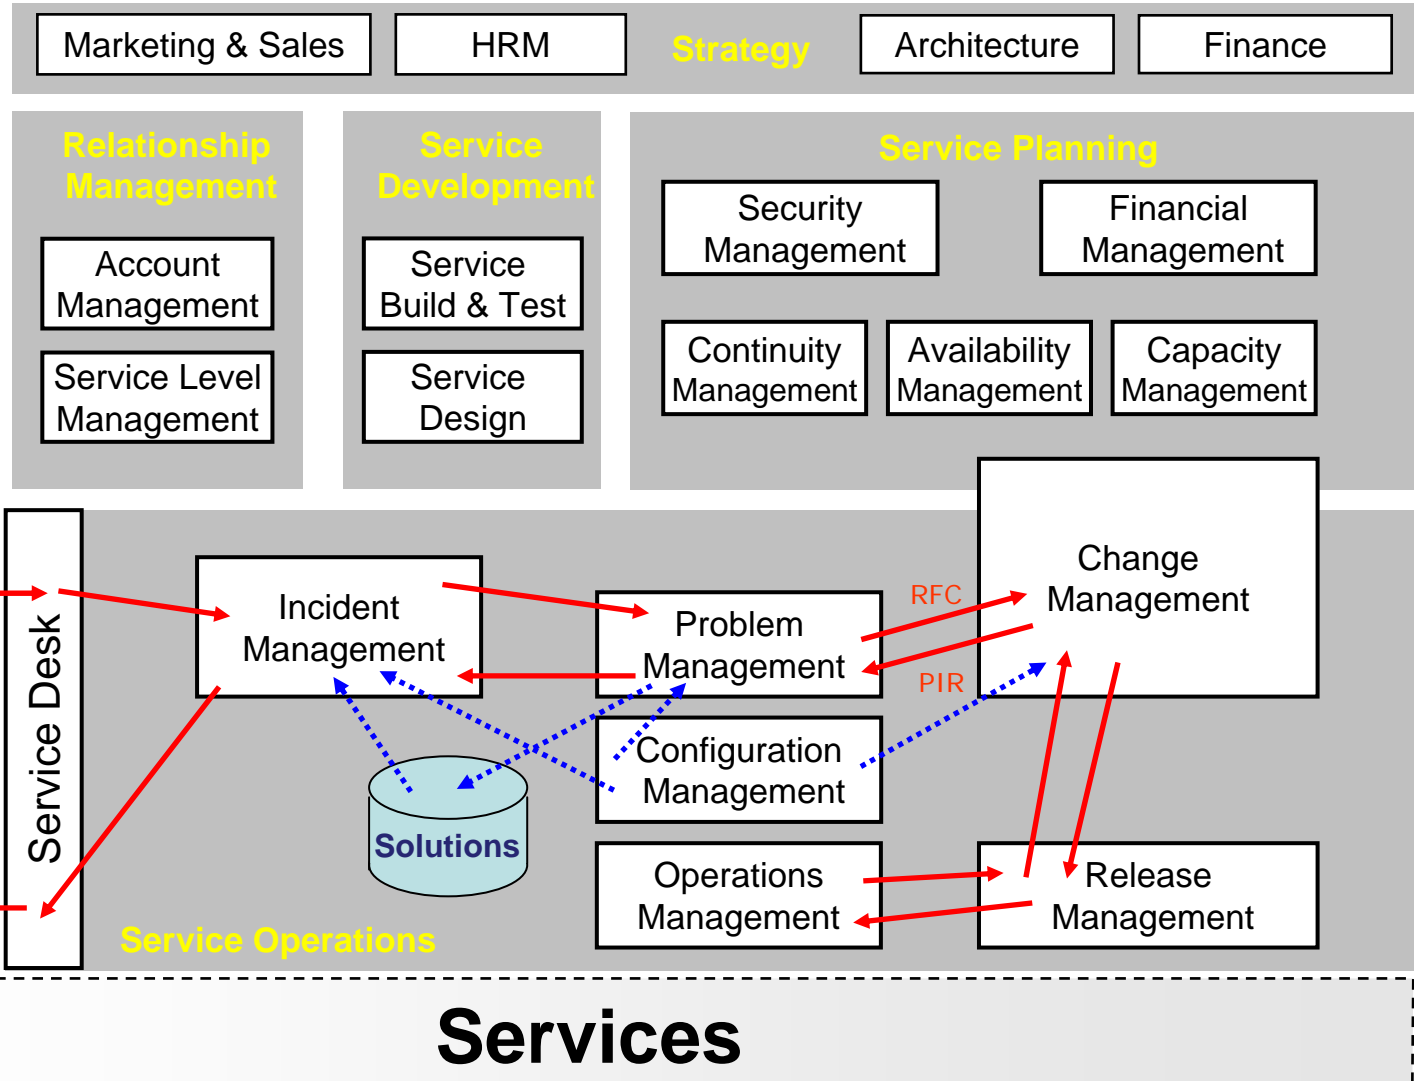 Marketing & Sales
HRM
Strategy
Architecture
Finance
Relationship
Management
Service
Development
Service Planning
Account
Management
Service Level
Management
Service
Build & Test
Service
Design
Security
Management
Financial
Management
Continuity
Management
Availability
Management
Capacity
Management
Service Desk
Incident
Management
Problem
Management
RFC
PIR
Change
Management
Configuration
Management
Solutions
Operations
Management
Release
Management
Service Operations
Services